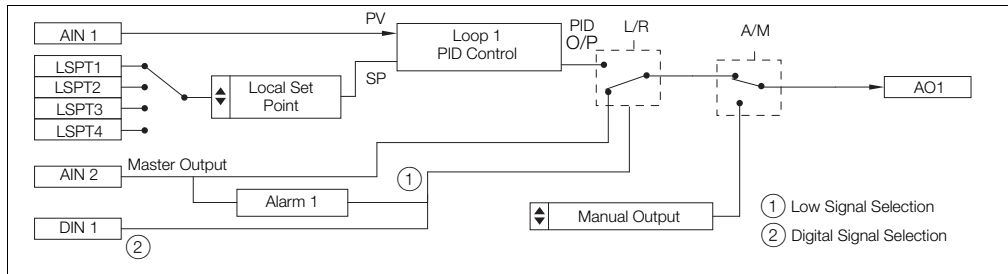 AIN 1
PV
Loop 1
PID Control
PID
O/P
L/R
A/M
AO1
LSPT1
LSPT2
LSPT3
LSPT4
Local Set
Point
SP
AIN 2
Master Output
Alarm 1
1
DIN 1
2
Manual Output
1 Low Signal Selection
2 Digital Signal Selection